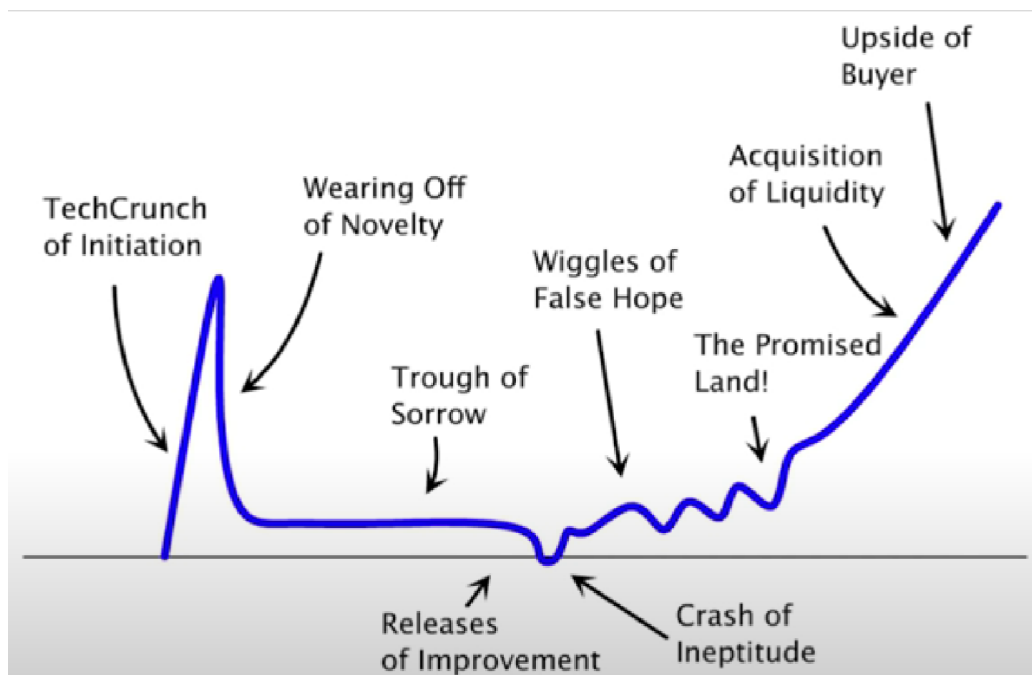 Upside of
Buyer
Acquisition
of Liquidity
TechCrunch
of Initiation
Wearing Off
of Novelty
Wiggles of
False Hope
The Promised
Land!
Trough of
Sorrow
Releases
of Improvement
Crash of
Ineptitude